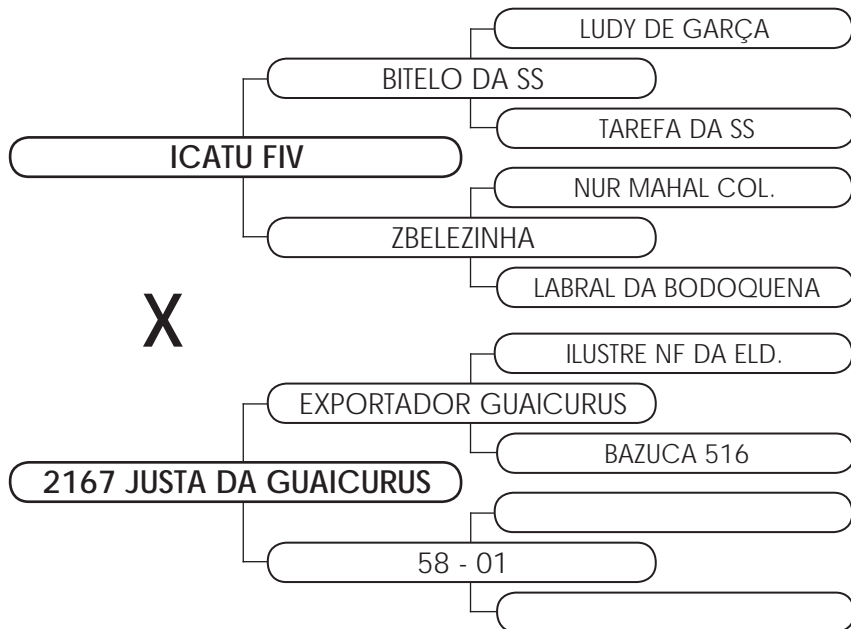 LUDY DE GARÇA
BITELO DA SS
TAREFA DA SS
ICATU FIV
NUR MAHAL COL.
ZBELEZINHA
LABRAL DA BODOQUENA
X
ILUSTRE NF DA ELD.
EXPORTADOR GUAICURUS
BAZUCA 516
2167 JUSTA DA GUAICURUS
58 - 01